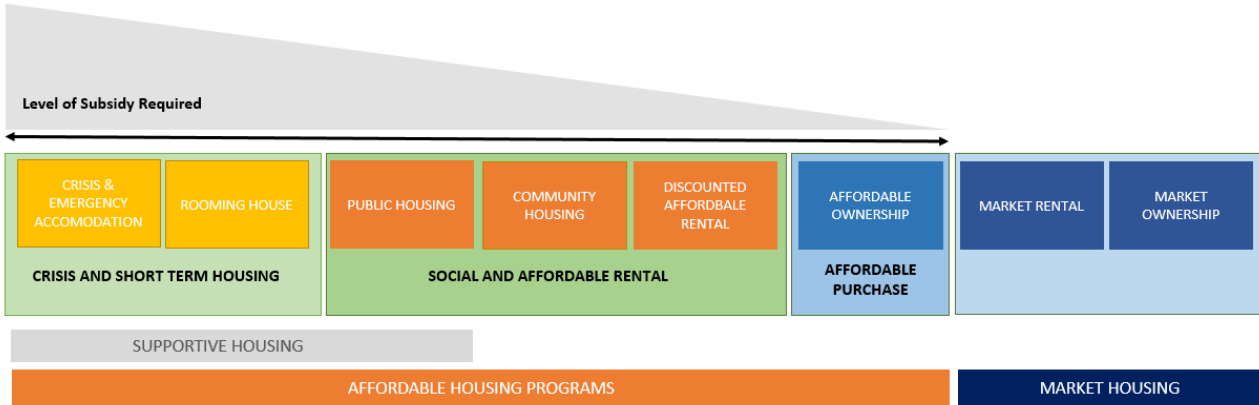 Level of Subsidy Required
CRISIS &
EMERGENCY
ACCOMODATION
ROOMING HOUSE
PUBLIC HOUSING
COMMUNITY
HOUSING
DISCOUNTED
AFFORDBALE
RENTAL
AFFORDABLE
OWNERSHIP
MARKET RENTAL
MARKET
OWNERSHIP
CRISIS AND SHORT TERM HOUSING
SOCIAL AND AFFORDABLE RENTAL
AFFORDABLE
PURCHASE
SUPPORTIVE HOUSING
AFFORDABLE HOUSING PROGRAMS
MARKET HOUSING